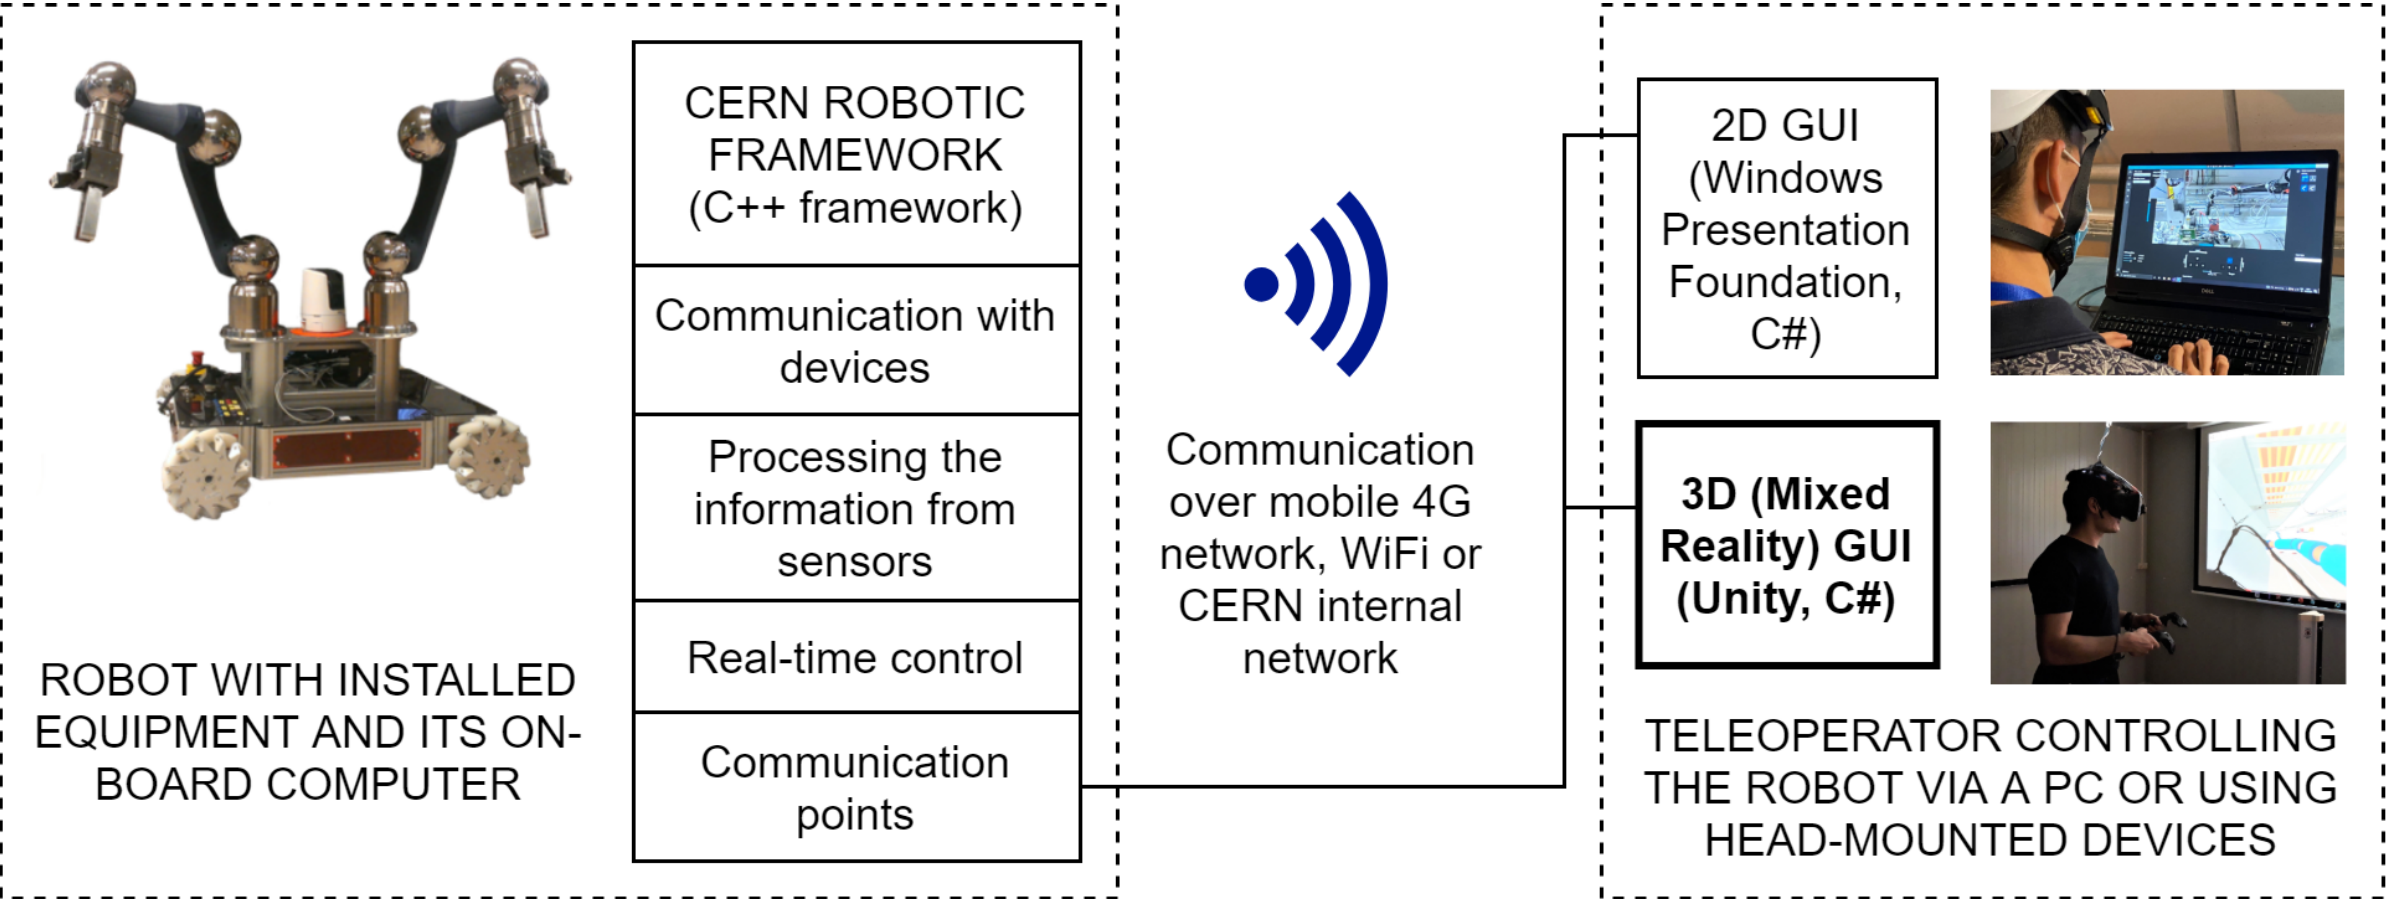 CERN ROBOTIC
FRAMEWORK
(C++ framework)
Communication with
devices
Processing the
information from
sensors
Real-time control
Communication
points
ROBOT WITH INSTALLED
EQUIPMENT AND ITS ON-
BOARD COMPUTER
Communication
over mobile 4G
network, WiFi or
CERN internal
network
2D GUI
(Windows
Presentation
Foundation,
C#)
3D (Mixed
Reality) GUI
(Unity, C#)
TELEOPERATOR CONTROLLING
THE ROBOT VIA A PC OR USING
HEAD-MOUNTED DEVICES